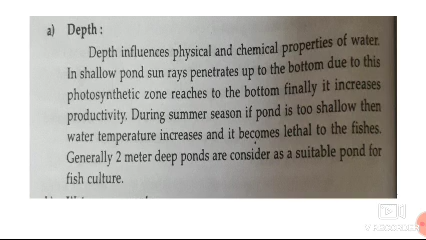 a) Depth :
Depth influences physical and chemical properties of water.
In shallow pond sun rays penetrates up to the bottom due to this
photosynthetic zone reaches to the bottom finally it increases
productivity. During summer season if pond is too shallow then
water temperature increases and it becomes lethal to the fishes.
Generally 2 meter deep ponds are consider as a suitable pond for
fish culture.
V RECORDER